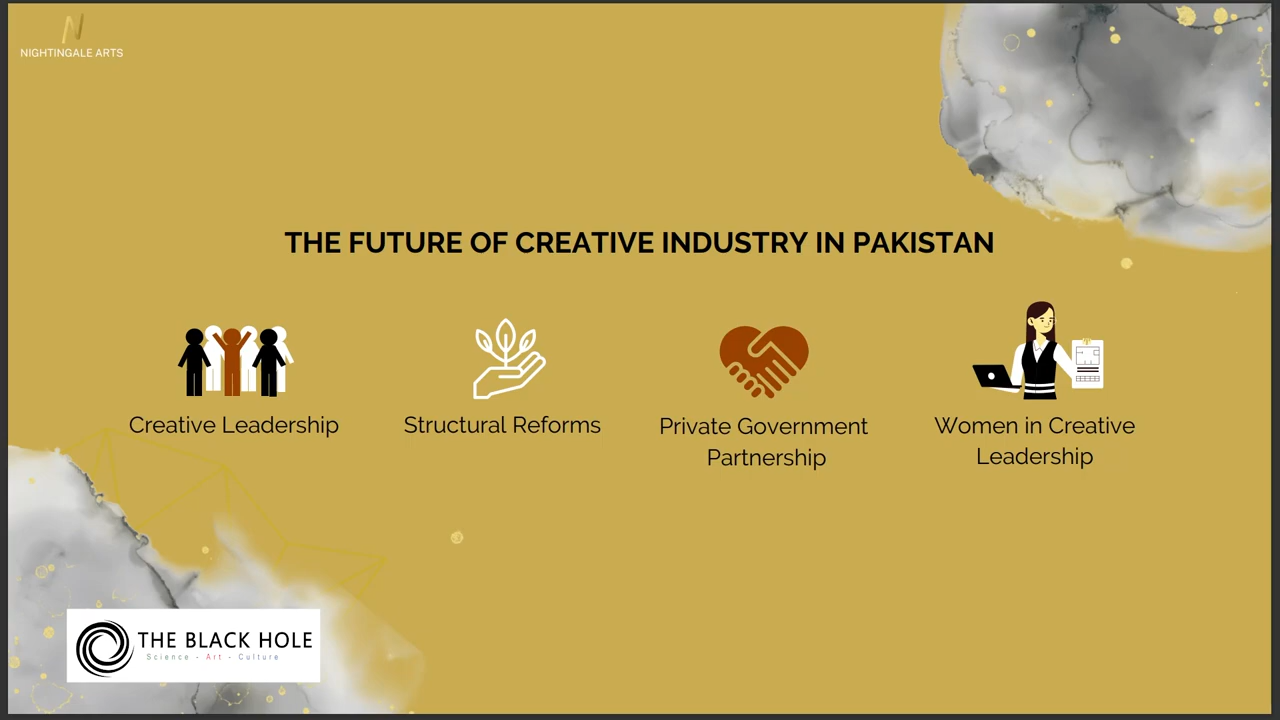 NIGHTINGALE ARTS
THE FUTURE OF CREATIVE INDUSTRY IN PAKISTAN
Creative Leadership
Structural Reforms
Private Government
Partnership
Women in Creative
Leadership
THE BLACK HOLE
Science - Art - Culture